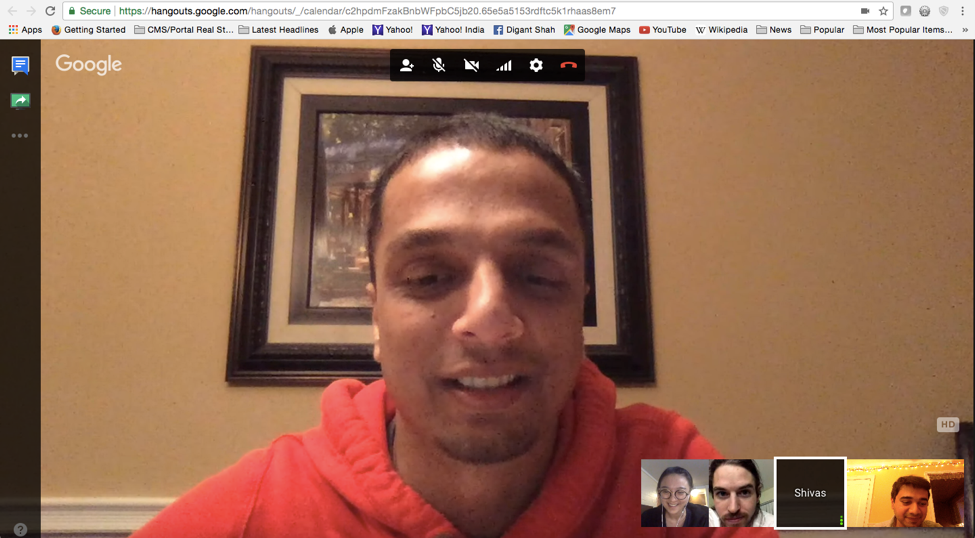 Secure
https://hangouts.google.com/hangouts/_/calendar/c2hpdmFzakBnbWFpbC5jb20.65e5a5153rdftc5k1rhaas8em7
Apps Getting Started CMS/Portal Real St... Latest Headlines Apple Yahoo! Yahoo! India Digant Shah Google Maps YouTube Wikipedia News Popular Most Popular Items... »
Google
HD
Shivas
?